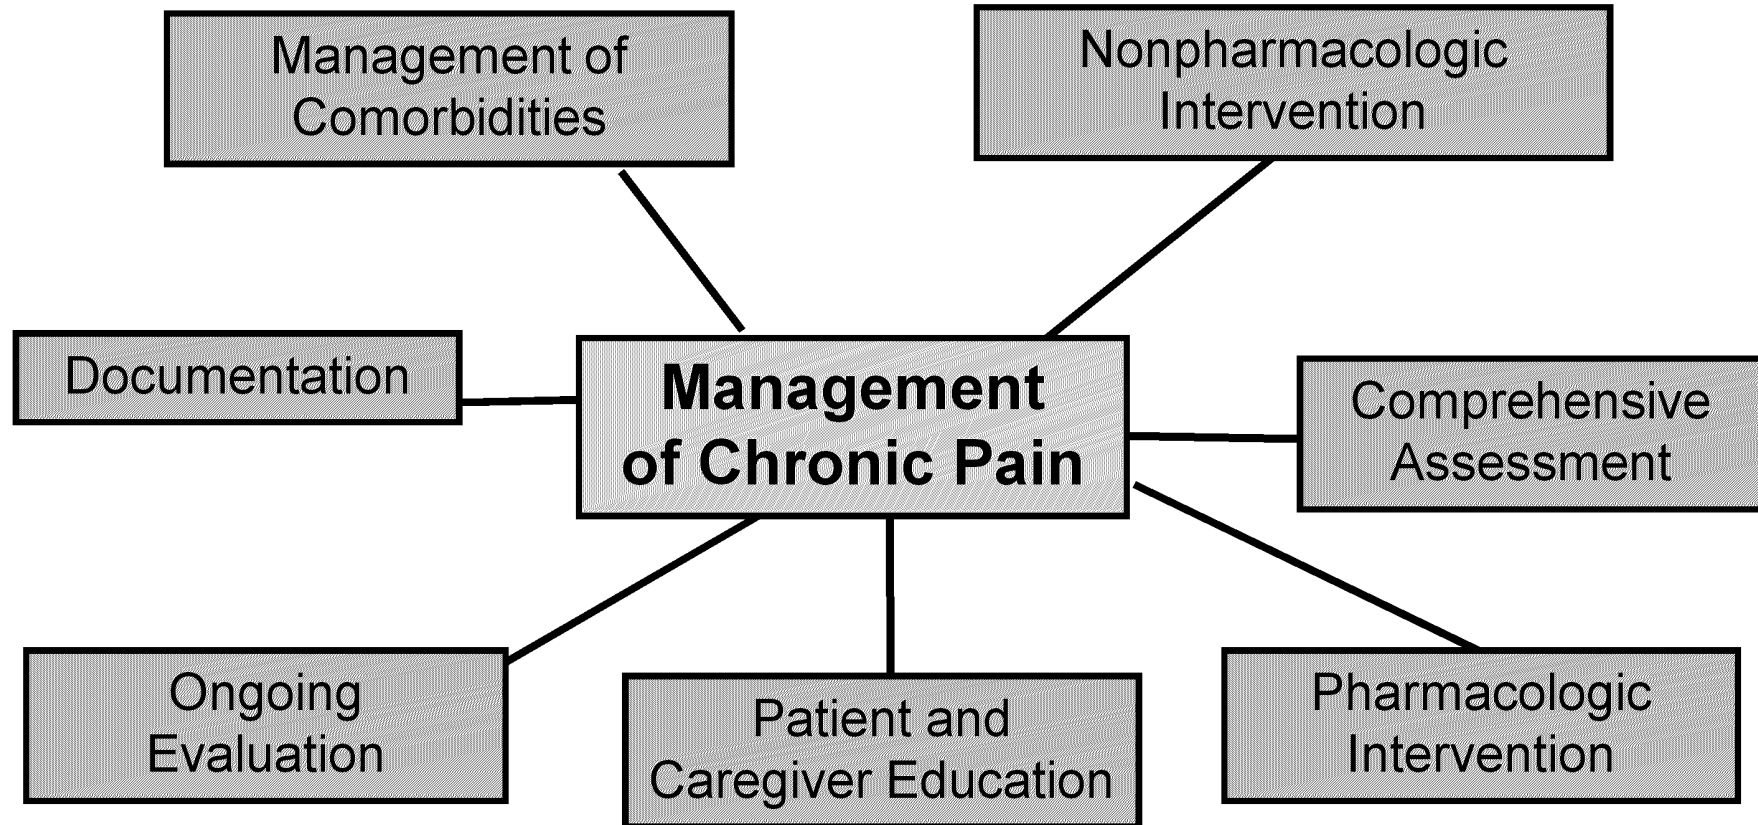 Management of
Comorbidities
Nonpharmacologic
Intervention
Documentation
Management
of Chronic Pain
Comprehensive
Assessment
Ongoing
Evaluation
Patient and
Caregiver Education
Pharmacologic
Intervention